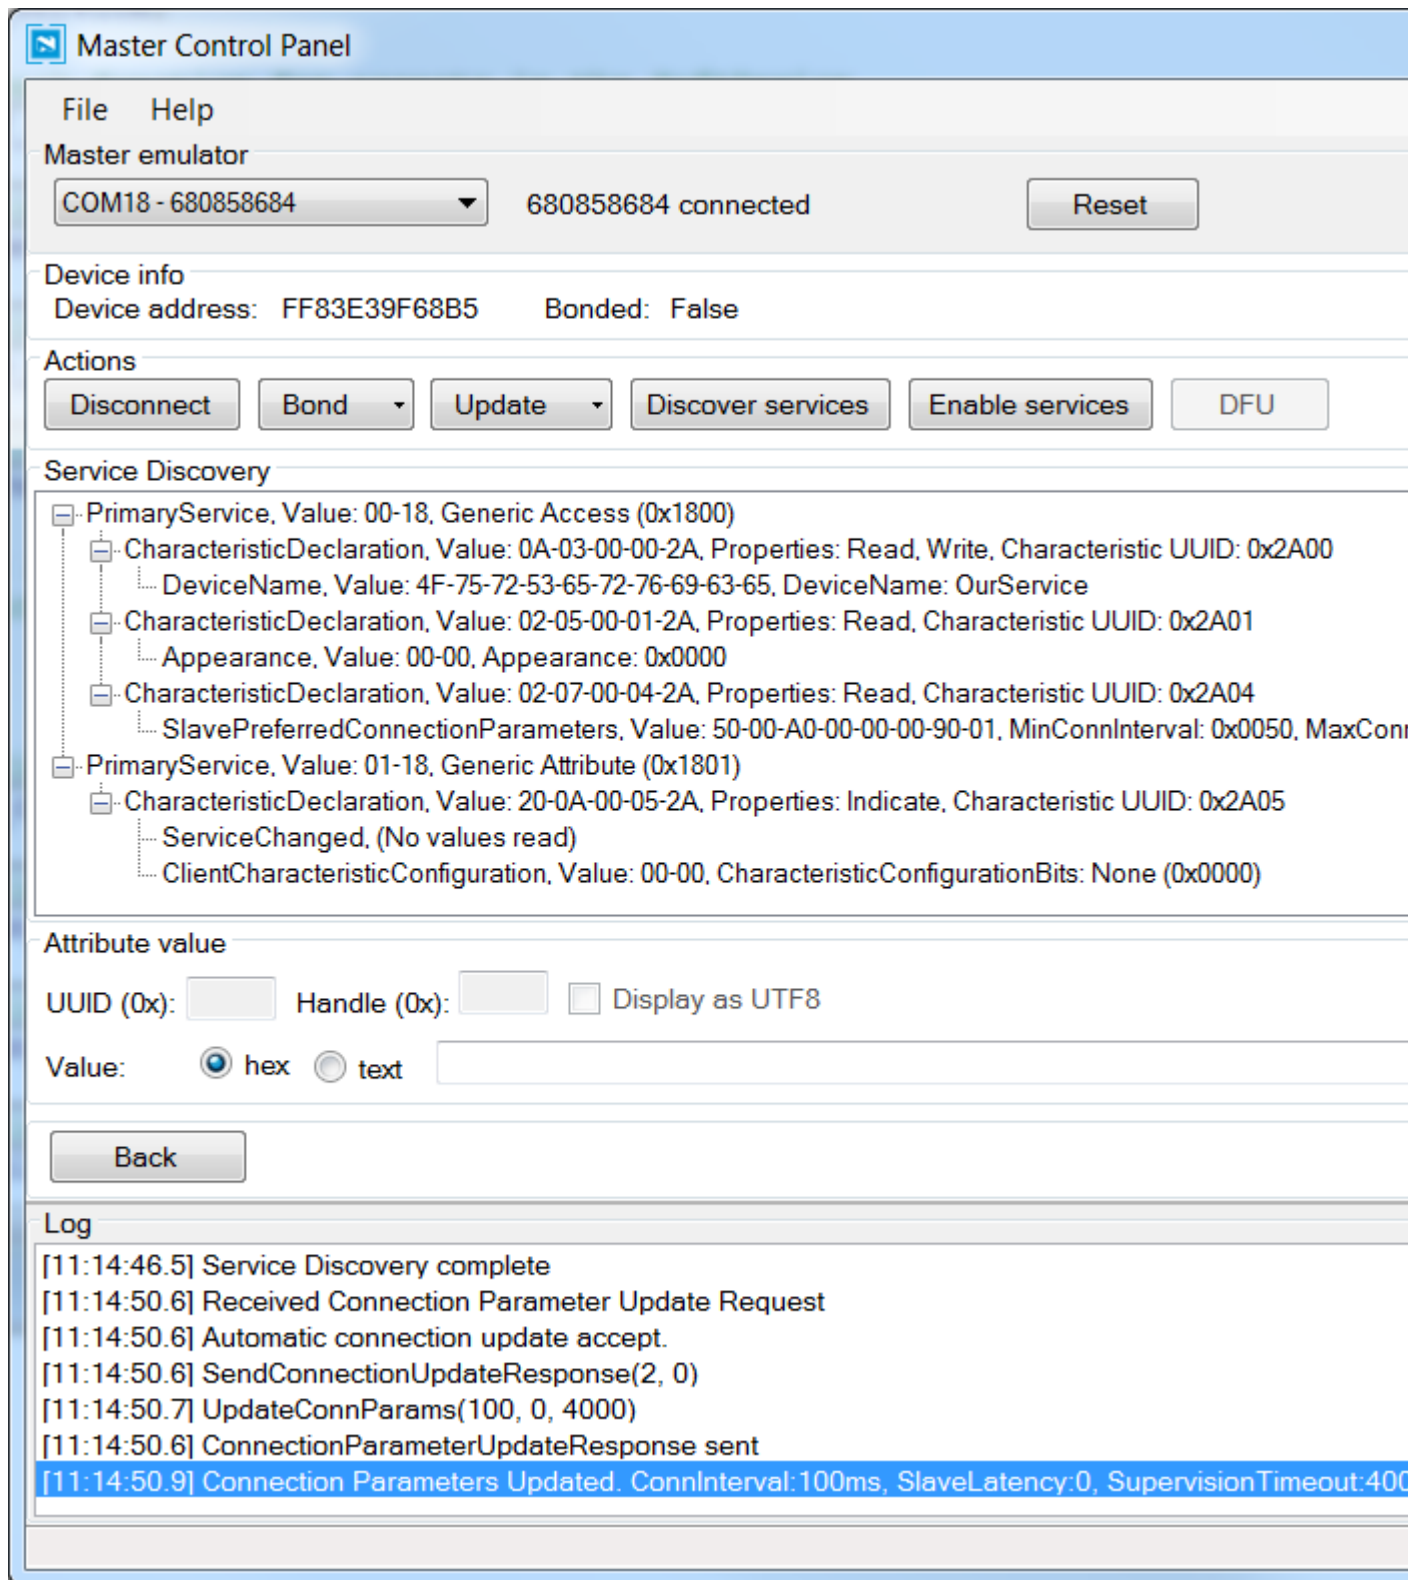 Master Control Panel
File Help
Master emulator
COM18 - 680858684 680858684 connected Reset
Device info
Device address: FF83E39F68B5 Bonded: False
Actions
Disconnect Bond Update Discover services Enable services DFU
Service Discovery
PrimaryService, Value: 00-18, Generic Access (0x1800)
CharacteristicDeclaration, Value: 0A-03-00-00-2A, Properties: Read, Write, Characteristic UUID: 0x2A00
DeviceName, Value: 4F-75-72-53-65-72-76-69-63-65, DeviceName: OurService
CharacteristicDeclaration, Value: 02-05-00-01-2A, Properties: Read, Characteristic UUID: 0x2A01
Appearance, Value: 00-00, Appearance: 0x0000
CharacteristicDeclaration, Value: 02-07-00-04-2A, Properties: Read, Characteristic UUID: 0x2A04
SlavePreferredConnectionParameters, Value: 50-00-A0-00-00-00-90-01, MinConnInterval: 0x0050, MaxConn
PrimaryService, Value: 01-18, Generic Attribute (0x1801)
CharacteristicDeclaration, Value: 20-0A-00-05-2A, Properties: Indicate, Characteristic UUID: 0x2A05
ServiceChanged, (No values read)
ClientCharacteristicConfiguration, Value: 00-00, CharacteristicConfigurationBits: None (0x0000)
Attribute value
UUID (0x): Handle (0x): Display as UTF8
Value: hex text
Back
Log
[11:14:46.5] Service Discovery complete
[11:14:50.6] Received Connection Parameter Update Request
[11:14:50.6] Automatic connection update accept.
[11:14:50.6] SendConnectionUpdateResponse(2, 0)
[11:14:50.7] UpdateConnParams(100, 0, 4000)
[11:14:50.6] ConnectionParameterUpdateResponse sent
[11:14:50.9] Connection Parameters Updated. ConnInterval:100ms, SlaveLatency:0, SupervisionTimeout:400